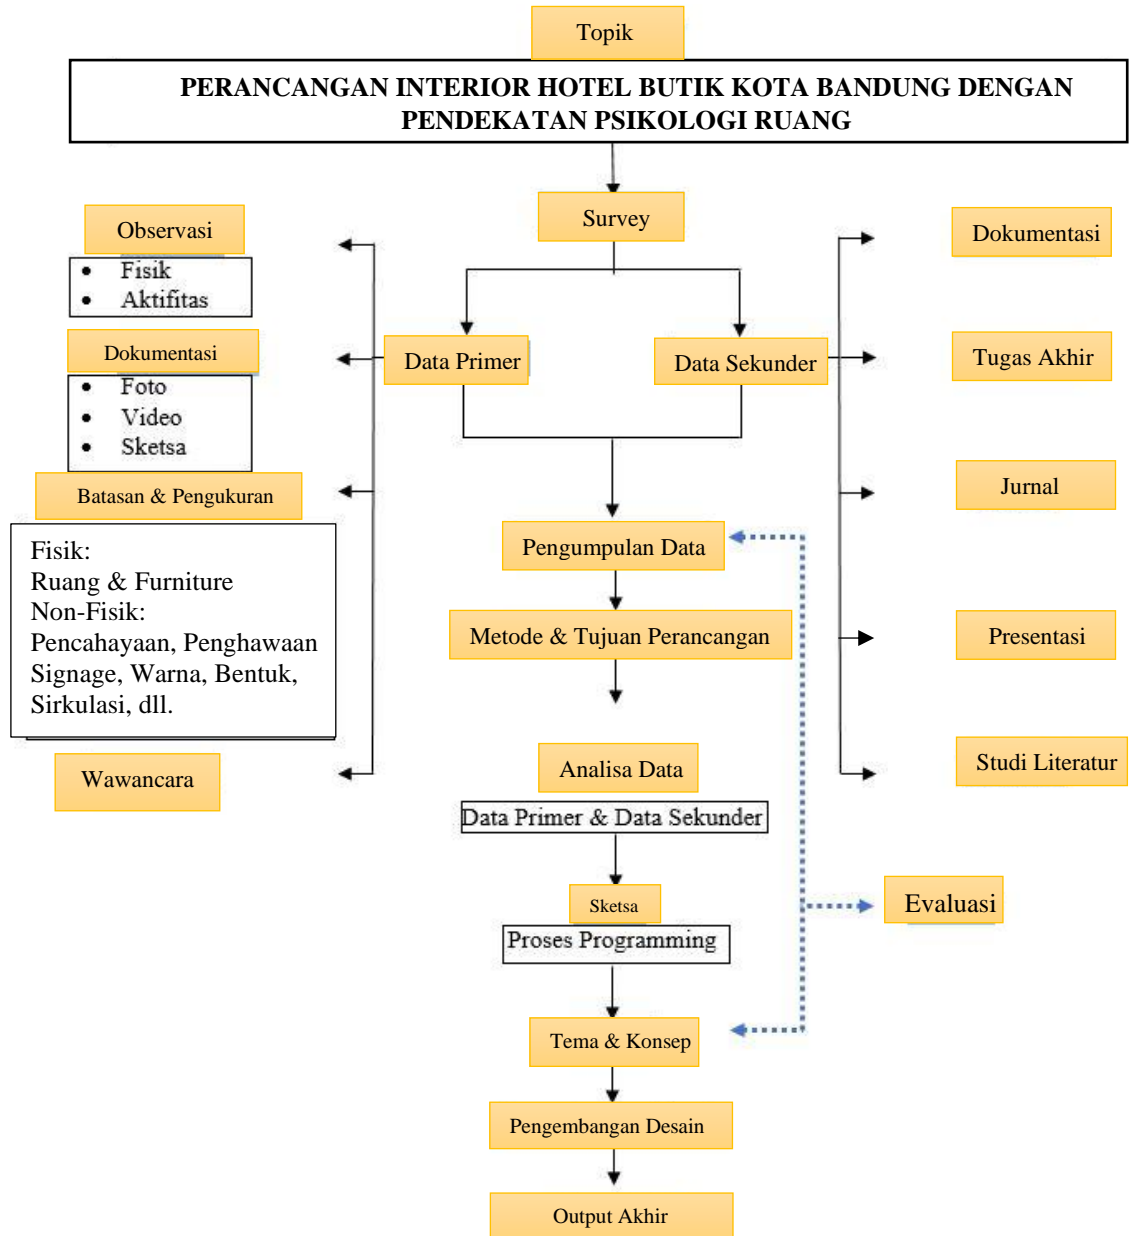 Topik
PERANCANGAN INTERIOR HOTEL BUTIK KOTA BANDUNG DENGAN
PENDEKATAN PSIKOLOGI RUANG
Survey
Observasi
• Fisik
• Aktifitas
Dokumentasi
• Foto
• Video
• Sketsa
Batasan & Pengukuran
Fisik:
Ruang & Furniture
Non-Fisik:
Pencahayaan, Penghawaan
Signage, Warna, Bentuk,
Sirkulasi, dll.
Wawancara
Data Primer
Data Sekunder
Dokumentasi
Tugas Akhir
Jurnal
Presentasi
Studi Literatur
Pengumpulan Data
Metode & Tujuan Perancangan
Analisa Data
Data Primer & Data Sekunder
Sketsa
Proses Programming
Evaluasi
Tema & Konsep
Pengembangan Desain
Output Akhir